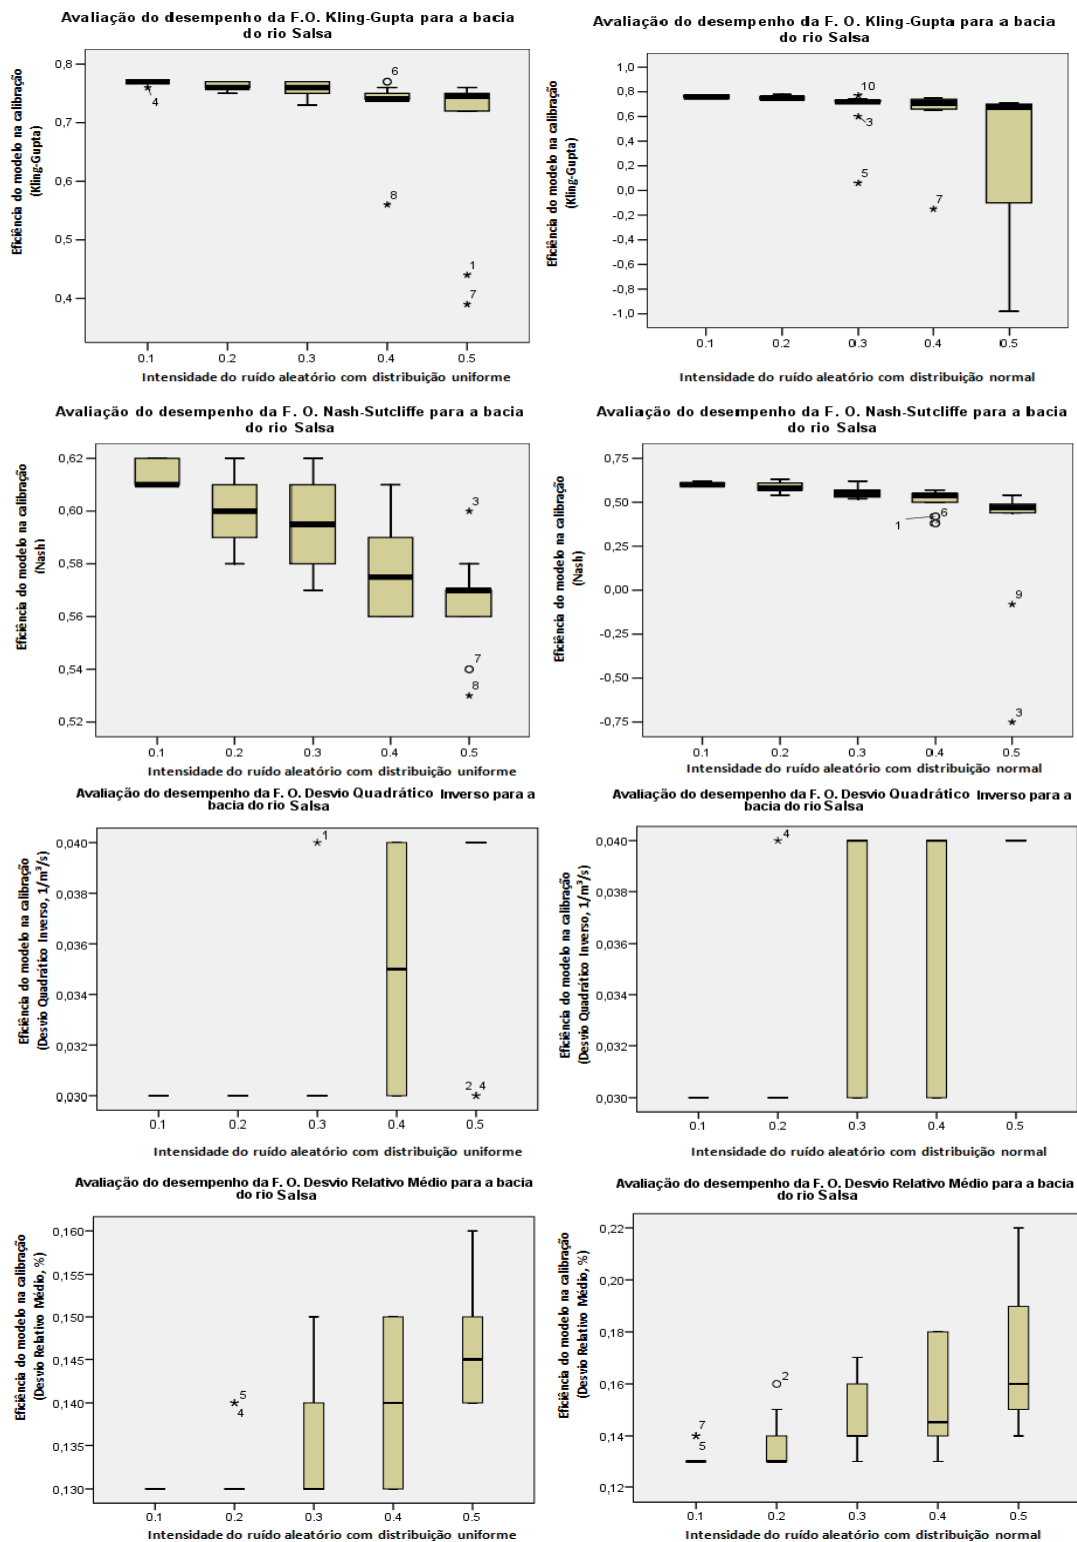 Avaliação do desempenho da F.O. Kling-Gupta para a bacia
do rio Salsa
Eficiência do modelo na calibração
(Kling-Gupta)
0,8
0,7
0,6
0,5
0,4
4
6
8
1
7
0.1 0.2 0.3 0.4 0.5
Intensidade do ruído aleatório com distribuição uniforme
Avaliação do desempenho da F. O. Kling-Gupta para a bacia
do rio Salsa
Eficiência do modelo na calibração
(Kling-Gupta)
1,0
0,8
0,6
0,4
0,2
0,0
-0,2
-0,4
-0,6
-0,8
-1,0
10
3
5
7
0.1 0.2 0.3 0.4 0.5
Intensidade do ruído aleatório com distribuição normal
Avaliação do desempenho da F. O. Nash-Sutcliffe para a bacia
do rio Salsa
Eficiência do modelo na calibração
(Nash)
0,62
0,60
0,58
0,56
0,54
0,52
3
7
8
0.1 0.2 0.3 0.4 0.5
Intensidade do ruído aleatório com distribuição uniforme
Avaliação do desempenho da F. O. Nash-Sutcliffe para a bacia
do rio Salsa
Eficiência do modelo na calibração
(Nash)
0,75
0,50
0,25
0,00
-0,25
-0,50
-0,75
1
6
9
3
0.1 0.2 0.3 0.4 0.5
Intensidade do ruído aleatório com distribuição normal
Avaliação do desempenho da F. O. Desvio Quadrático Inverso para a
bacia do rio Salsa
Eficiência do modelo na calibração
(Desvio Quadrático Inverso, 1/m³/s)
0,040
0,038
0,036
0,034
0,032
0,030
1
2 4
0.1 0.2 0.3 0.4 0.5
Intensidade do ruído aleatório com distribuição uniforme
Avaliação do desempenho da F. O. Desvio Quadrático Inverso para a
bacia do rio Salsa
Eficiência do modelo na calibração
(Desvio Quadrático Inverso, 1/m³/s)
0,040
0,038
0,036
0,034
0,032
0,030
4
0.1 0.2 0.3 0.4 0.5
Intensidade do ruído aleatório com distribuição normal
Avaliação do desempenho da F. O. Desvio Relativo Médio para a bacia
do rio Salsa
Eficiência do modelo na calibração
(Desvio Relativo Médio, %)
0,160
0,155
0,150
0,145
0,140
0,135
0,130
5
4
0.1 0.2 0.3 0.4 0.5
Intensidade do ruído aleatório com distribuição uniforme
Avaliação do desempenho da F. O. Desvio Relativo Médio para a bacia
do rio Salsa
Eficiência do modelo na calibração
(Desvio Relativo Médio, %)
0,22
0,20
0,18
0,16
0,14
0,12
7
5
2
0.1 0.2 0.3 0.4 0.5
Intensidade do ruído aleatório com distribuição normal